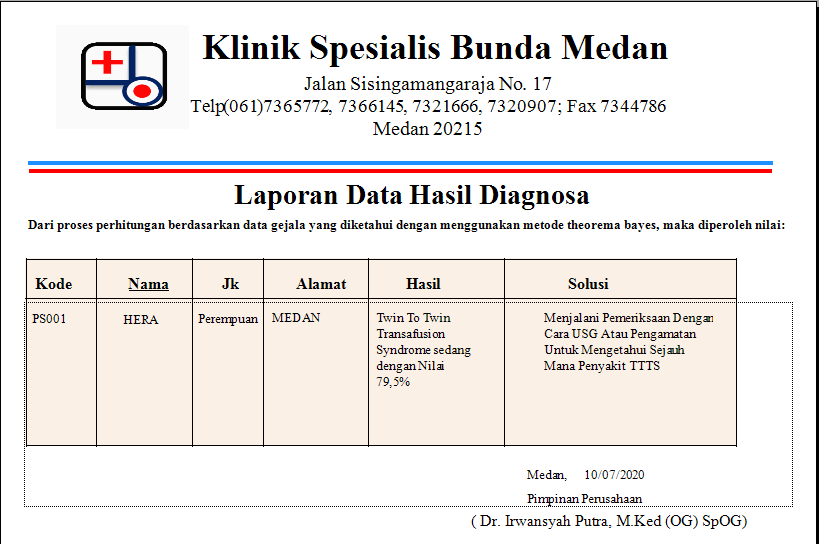 Klinik Spesialis Bunda Medan
Jalan Sisingamangaraja No. 17
Telp(061)7365772, 7366145, 7321666, 7320907; Fax 7344786
Medan 20215
Laporan Data Hasil Diagnosa
Dari proses perhitungan berdasarkan data gejala yang diketahui dengan menggunakan metode theorema bayes, maka diperoleh nilai:
Kode Nama Jk Alamat Hasil Solusi
PS001 HERA Perempuan MEDAN
Twin To Twin
Transafusion
Syndrome sedang
dengan Nilai
79,5%
Menjalani Pemeriksaan Dengan
Cara USG Atau Pengamatan
Untuk Mengetahui Sejauh
Mana Penyakit TTTS
Medan, 10/07/2020
Pimpinan Perusahaan
( Dr. Irwansyah Putra, M.Ked (OG) SpOG)